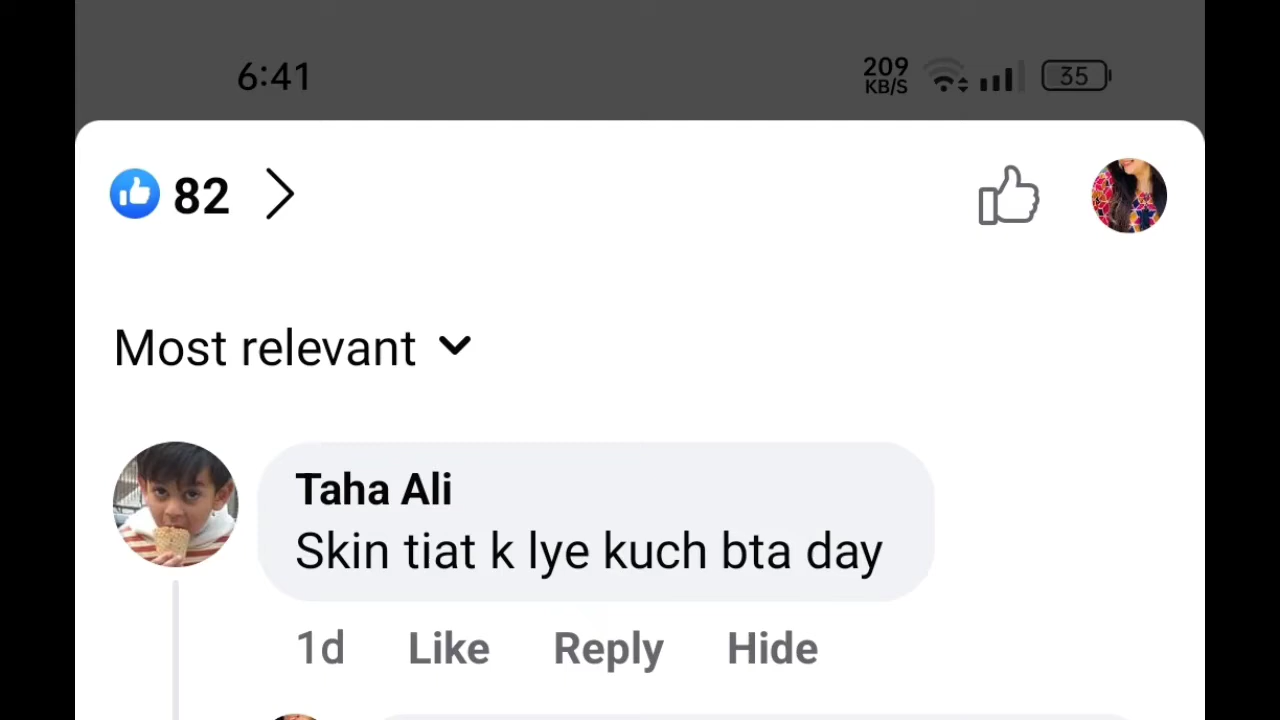 6:41
209
KB/S
35
82
Most relevant
Taha Ali
Skin tiat k lye kuch bta day
1d Like Reply Hide